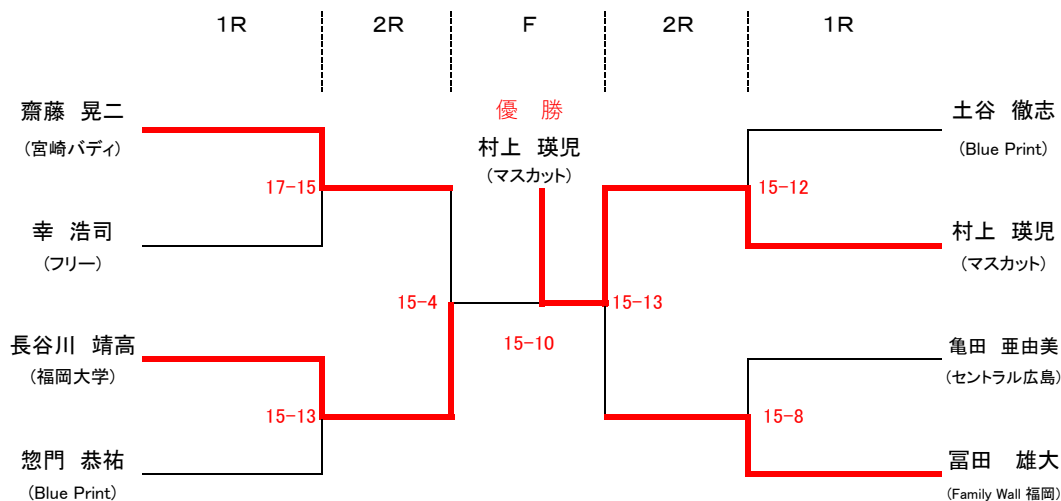 1R 2R F 2R 1R
優 勝
村上 瑛児
(マスカット)
齋藤 晃二
(宮崎バディ)
17-15
幸 浩司
(フリー)
15-4
長谷川 靖高
(福岡大学)
15-13
惣門 恭祐
(Blue Print)
15-10
土谷 徹志
(Blue Print)
15-12
村上 瑛児
(マスカット)
15-13
亀田 亜由美
(セントラル広島)
15-8
冨田 雄大
(Family Wall 福岡)